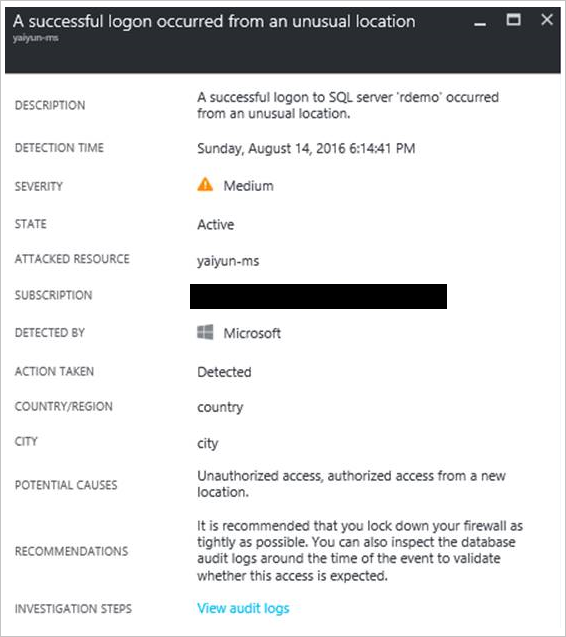 A successful logon occurred from an unusual location
yaiyun-ms
DESCRIPTION
A successful logon to SQL server 'rdemo' occurred
from an unusual location.
DETECTION TIME
Sunday, August 14, 2016 6:14:41 PM
SEVERITY
Medium
STATE
Active
ATTACKED RESOURCE
yaiyun-ms
SUBSCRIPTION
DETECTED BY
Microsoft
ACTION TAKEN
Detected
COUNTRY/REGION
country
CITY
city
POTENTIAL CAUSES
Unauthorized access, authorized access from a new
location.
RECOMMENDATIONS
It is recommended that you lock down your firewall as
tightly as possible. You can also inspect the database
audit logs around the time of the event to validate
whether this access is expected.
INVESTIGATION STEPS
View audit logs